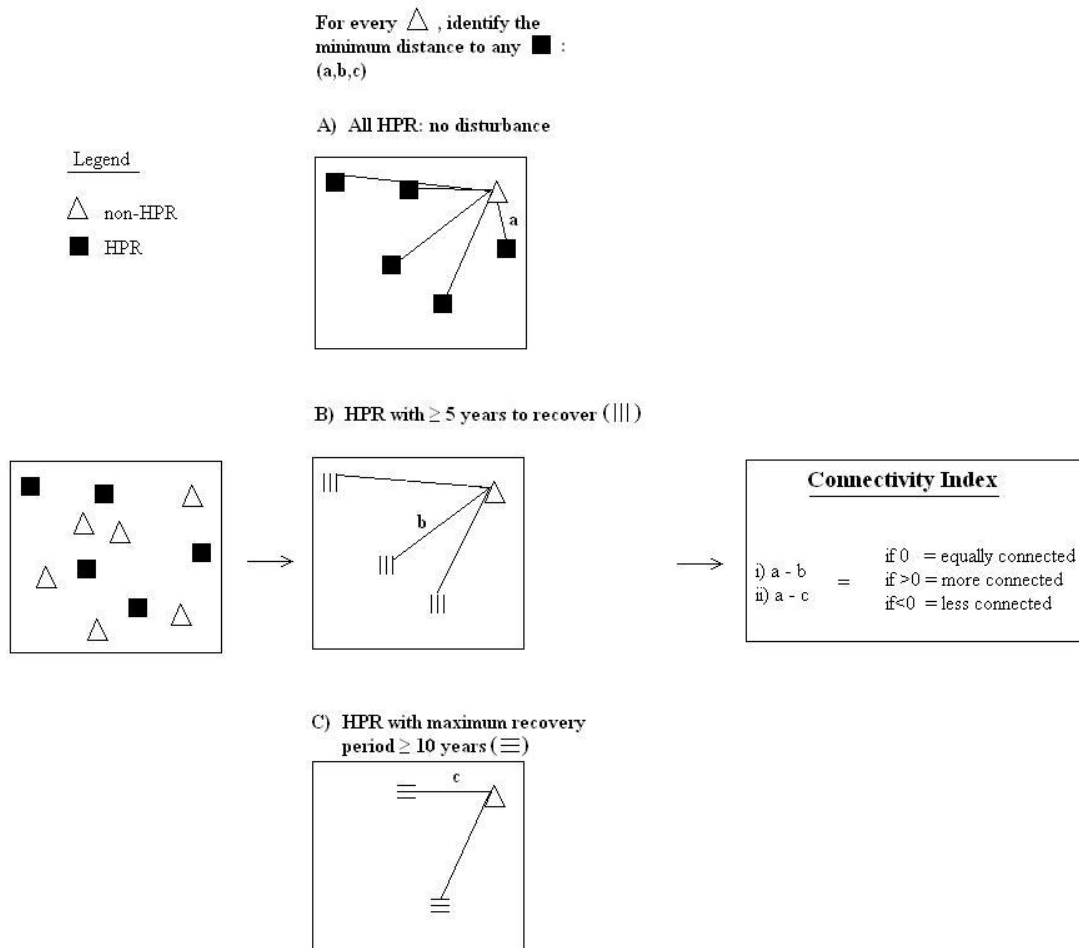 For every △ , identify the
minimum distance to any ■ :
(a,b,c)
A) All HPR: no disturbance
Legend
△ non-HPR
■ HPR
a
B) HPR with ≥ 5 years to recover (|||)
b
Connectivity Index
i) a - b
ii) a - c
=
if 0 = equally connected
if >0 = more connected
if<0 = less connected
C) HPR with maximum recovery
period ≥ 10 years (☰)
c